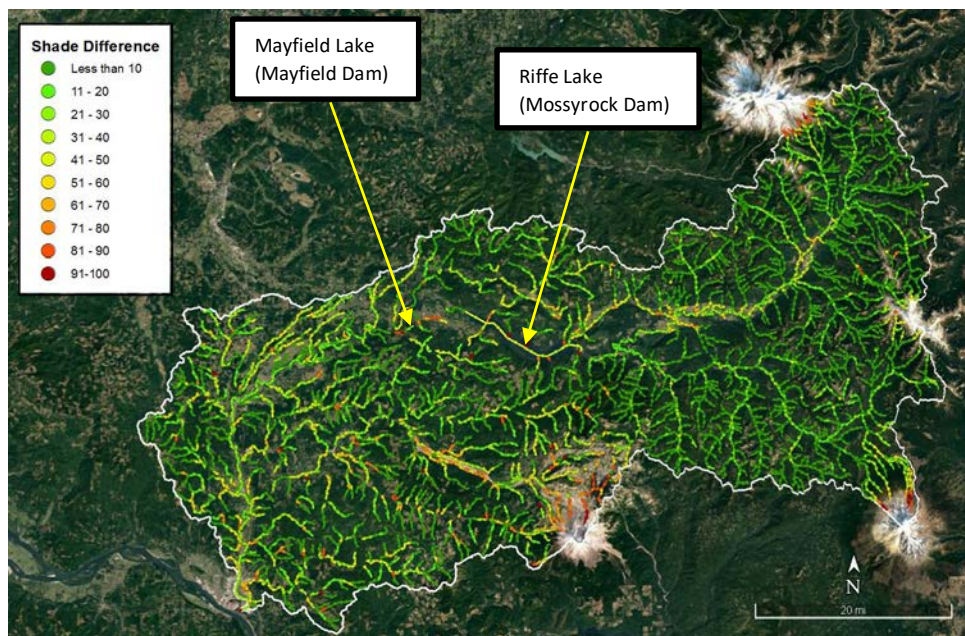 Shade Difference
Less than 10
11 - 20
21 - 30
31 - 40
41 - 50
51 - 60
61 - 70
71 - 80
81 - 90
91-100
Mayfield Lake
(Mayfield Dam)
Riffe Lake
(Mossyrock Dam)
N
20 mi